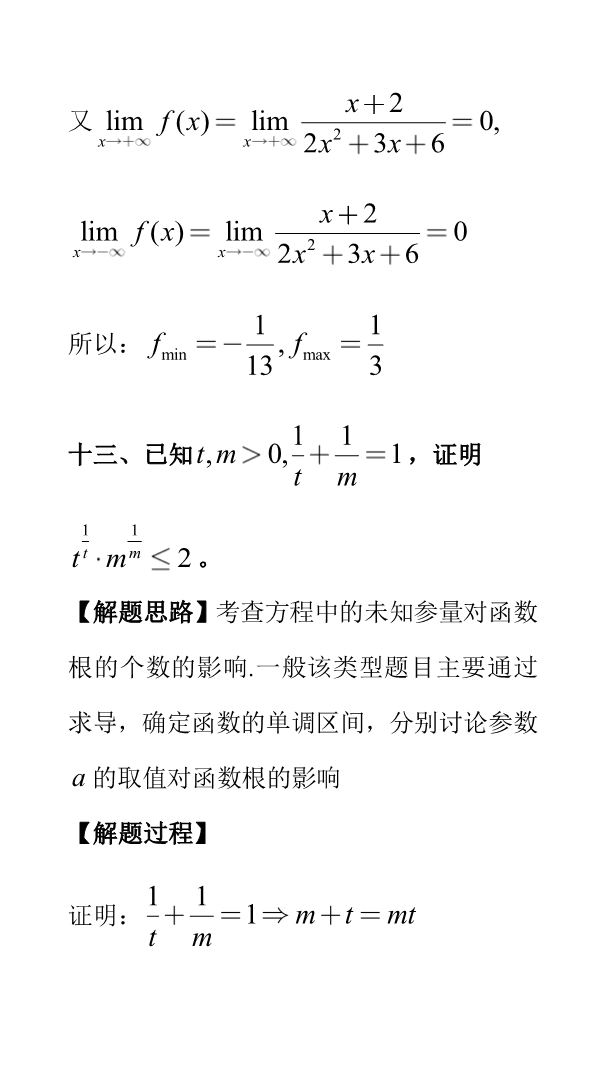 又 $\lim_{x \to +\infty} f(x) = \lim_{x \to +\infty} \frac{x+2}{2x^2+3x+6} = 0,$
$\lim_{x \to -\infty} f(x) = \lim_{x \to -\infty} \frac{x+2}{2x^2+3x+6} = 0$
所以： $f_{\min} = -\frac{1}{13}, f_{\max} = \frac{1}{3}$
十三、已知 $t, m > 0, \frac{1}{t} + \frac{1}{m} = 1$ ，证明
$t^{\frac{1}{t}} \cdot m^{\frac{1}{m}} \leq 2$ 。
【解题思路】考查方程中的未知参量对函数
根的个数的影响.一般该类型题目主要通过
求导，确定函数的单调区间，分别讨论参数
$a$ 的取值对函数根的影响
【解题过程】
证明： $\frac{1}{t} + \frac{1}{m} = 1 \Rightarrow m + t = mt$